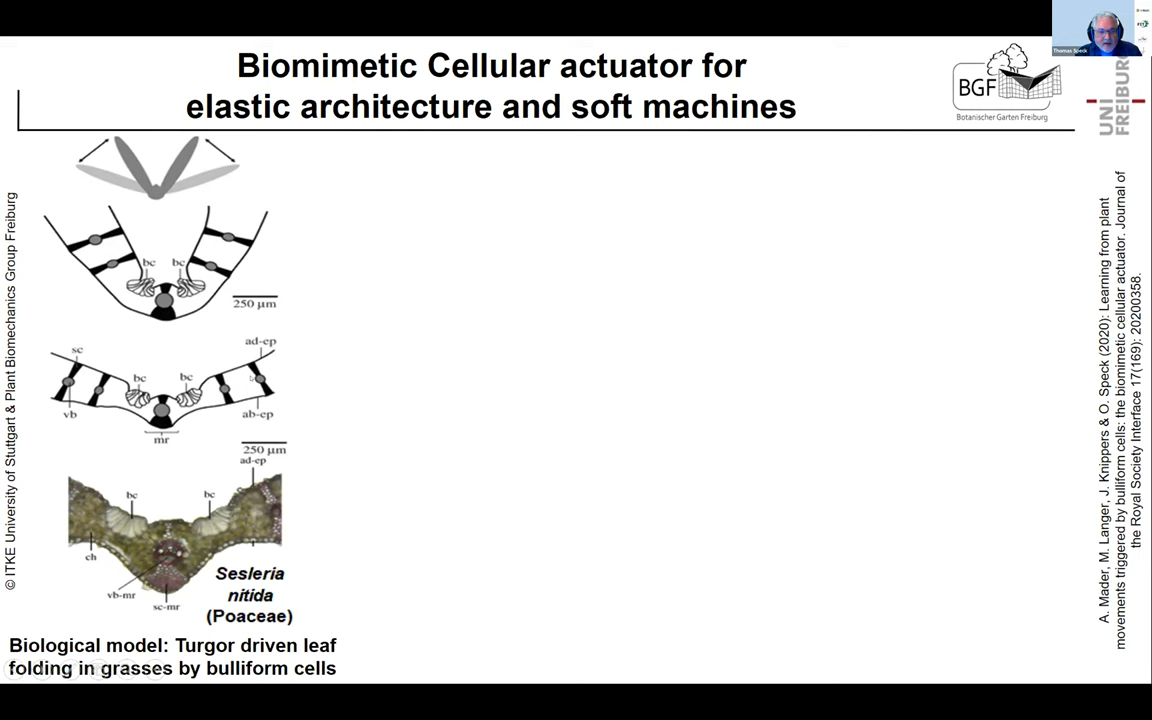 Biomimetic Cellular actuator for
elastic architecture and soft machines
BGF
Botanischer Garten Freiburg
UNI
FREIBURG
Thomas Speck
© ITKE University of Stuttgart & Plant Biomechanics Group Freiburg
bc
bc
250 µm
sc
ad-ep
bc
bc
vb
ab-ep
mr
250 µm
ad-ep
bc
bc
ch
vb-mr
sc-mr
Sesleria
nitida
(Poaceae)
Biological model: Turgor driven leaf
folding in grasses by bulliform cells
A. Mader, M. Langer, J. Knippers & O. Speck (2020): Learning from plant
movements triggered by bulliform cells: the biomimetic cellular actuator. Journal of
the Royal Society Interface 17(169): 20200358.